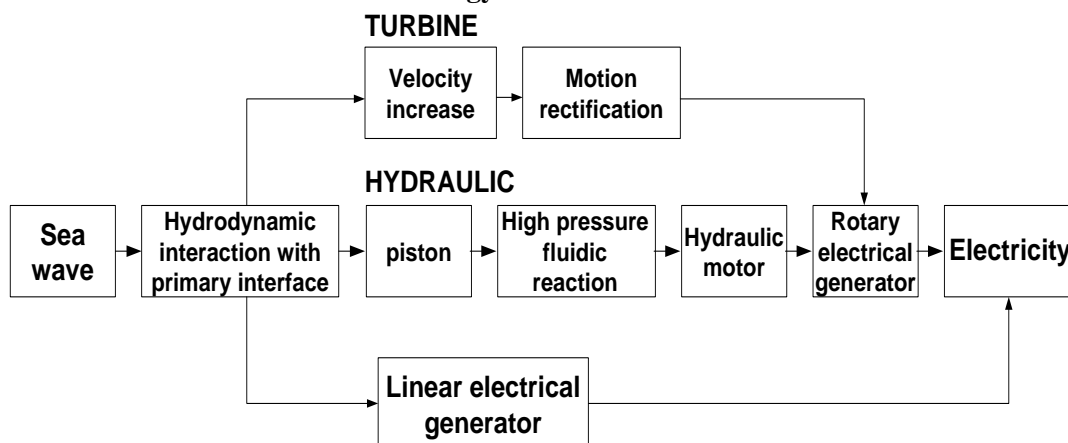 gy
TURBINE
Velocity
increase
Motion
rectification
HYDRAULIC
Sea
wave
Hydrodynamic
interaction with
primary interface
piston
High pressure
fluidic
reaction
Hydraulic
motor
Rotary
electrical
generator
Electricity
Linear electrical
generator